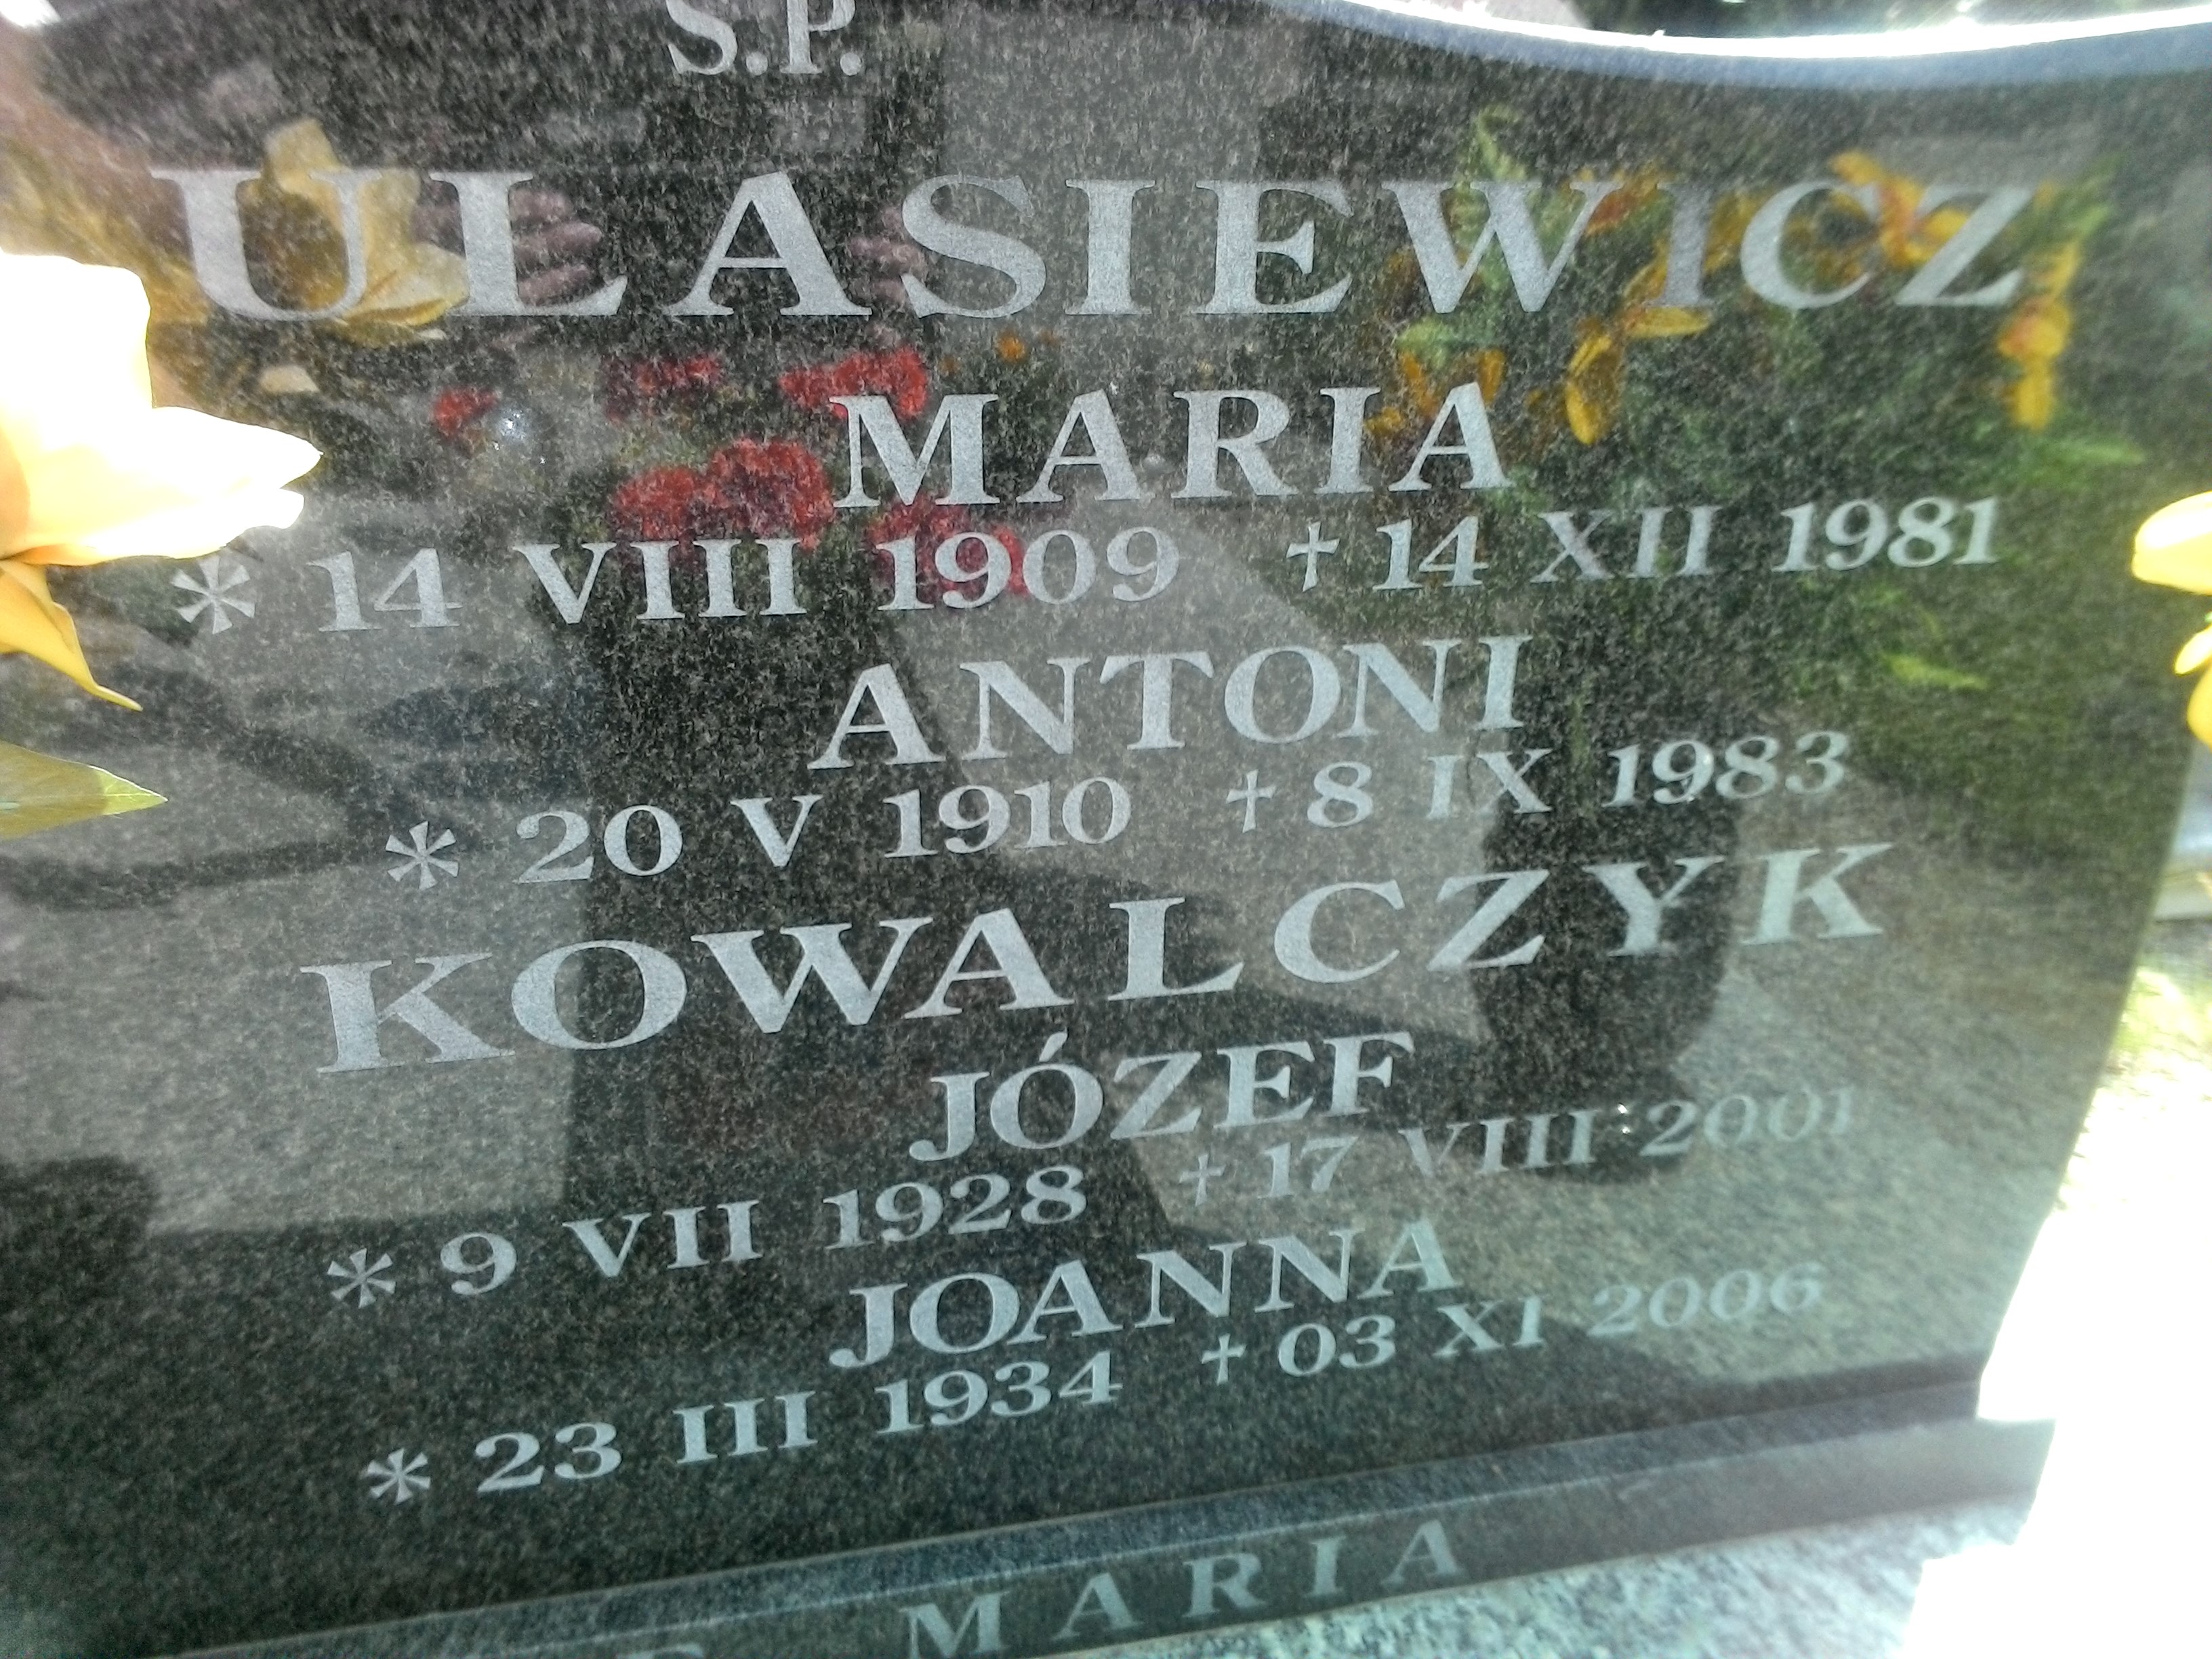 S.P.
ULASIEWICZ
MARIA
* 14 VIII 1909 † 14 XII 1981
ANTONI
* 20 V 1910 † 8 IX 1983
KOWALCZYK
JÓZEF
* 9 VII 1928 † 17 VIII 2001
JOANNA
* 23 III 1934 † 03 XI 2006
MARIA